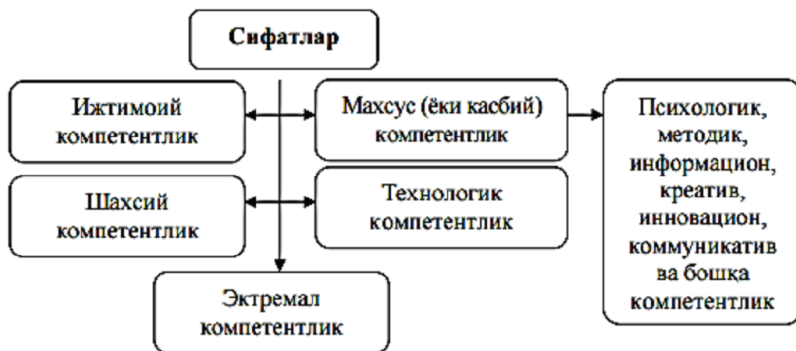 Сифатлар
Ижтимоий
компетентлик
Махсус (ёки касбий)
компетентлик
Психологик,
методик,
информацион,
креатив,
инновацион,
коммуникатив
ва бошқа
компетентлик
Шахсий
компетентлик
Технологик
компетентлик
Эктремал
компетентлик